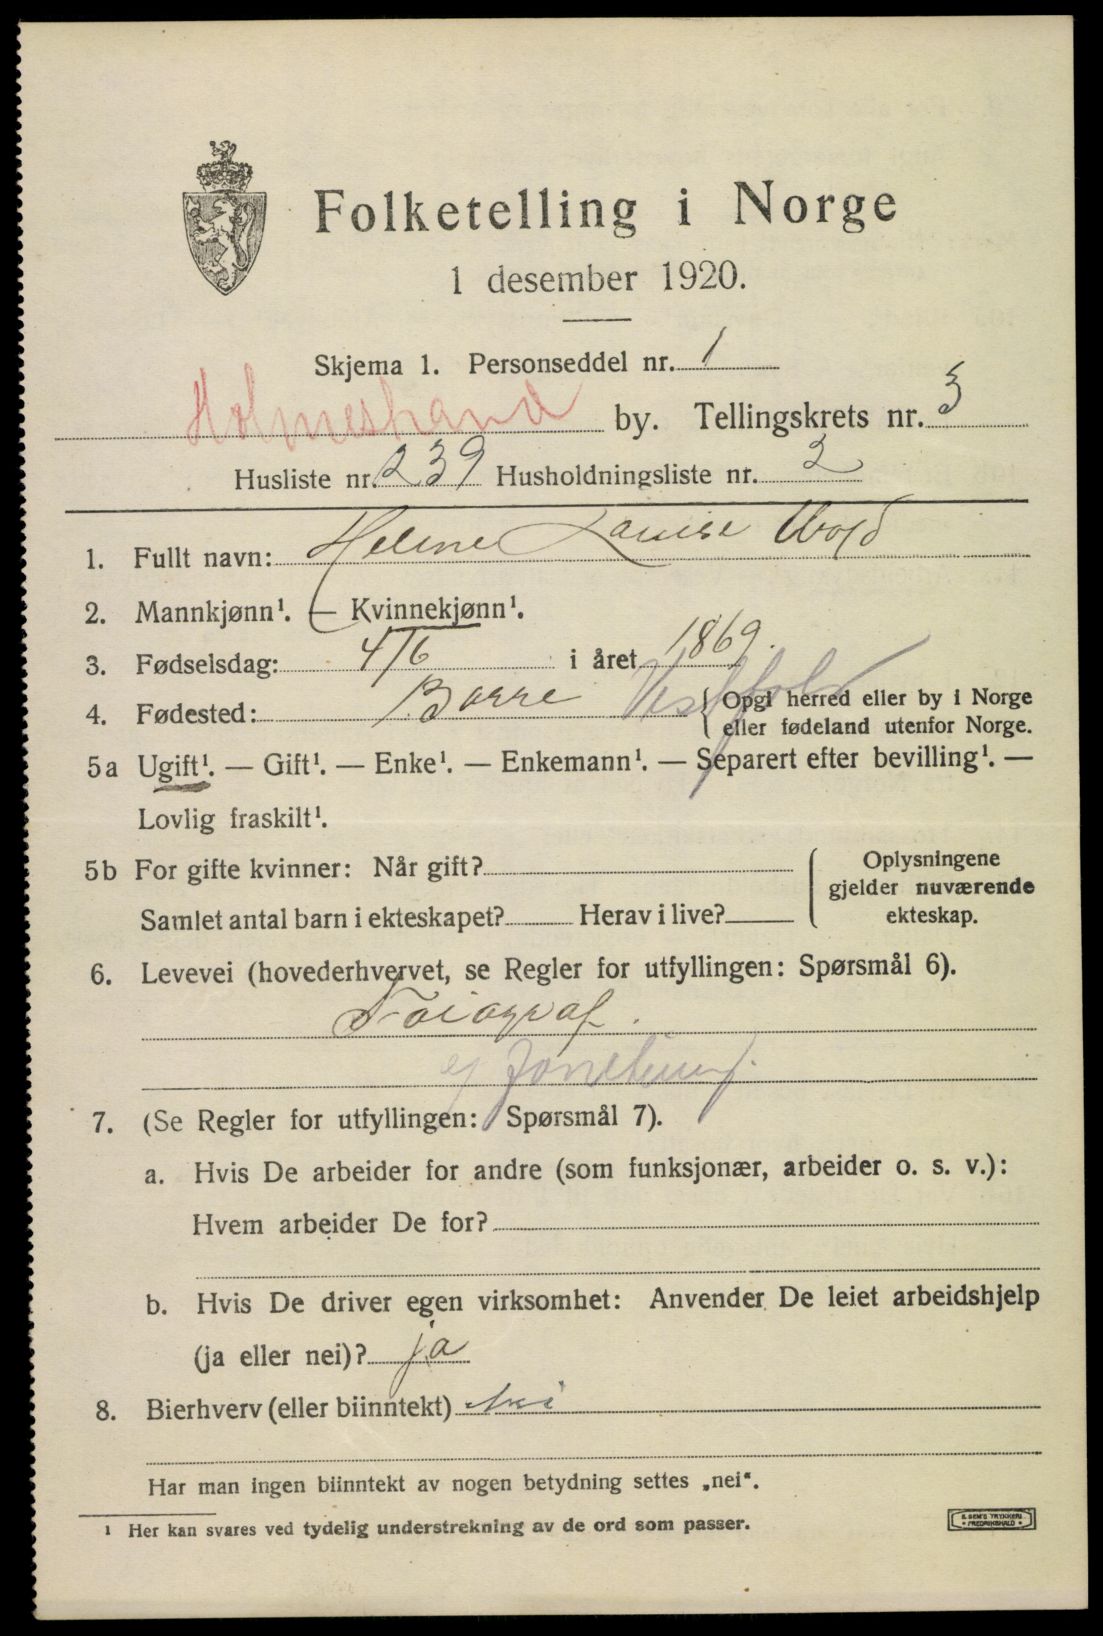 Folketelling i Norge
1 desember 1920.
Skjema 1. Personseddel nr. 1
Holmestrand by. Tellingskrets nr. 3
Husliste nr. 239 Husholdningsliste nr. 2
1. Fullt navn: Helene Louise Wold
2. Mannkjønn¹. — Kvinnekjønn¹.
3. Fødselsdag: 4/6 i året 1869.
4. Fødested: Borre Vestfold { Opgi herred eller by i Norge
eller fødeland utenfor Norge.
5a Ugift¹. — Gift¹. — Enke¹. — Enkemann¹. — Separert efter bevilling¹. —
Lovlig fraskilt¹.
5b For gifte kvinner: Når gift?
Samlet antal barn i ekteskapet? Herav i live?
Oplysningene
gjelder nuværende
ekteskap.
6. Levevei (hovederhvervet, se Regler for utfyllingen: Spørsmål 6).
Fotograf.
7. (Se Regler for utfyllingen: Spørsmål 7).
a. Hvis De arbeider for andre (som funksjonær, arbeider o. s. v.):
Hvem arbeider De for?
b. Hvis De driver egen virksomhet: Anvender De leiet arbeidshjelp
(ja eller nei)? ja
8. Bierhverv (eller biinntekt) nei
Har man ingen biinntekt av nogen betydning settes „nei“.
¹ Her kan svares ved tydelig understrekning av de ord som passer.
E. SEM'S TRYKKERI
FREDRIKSHALD